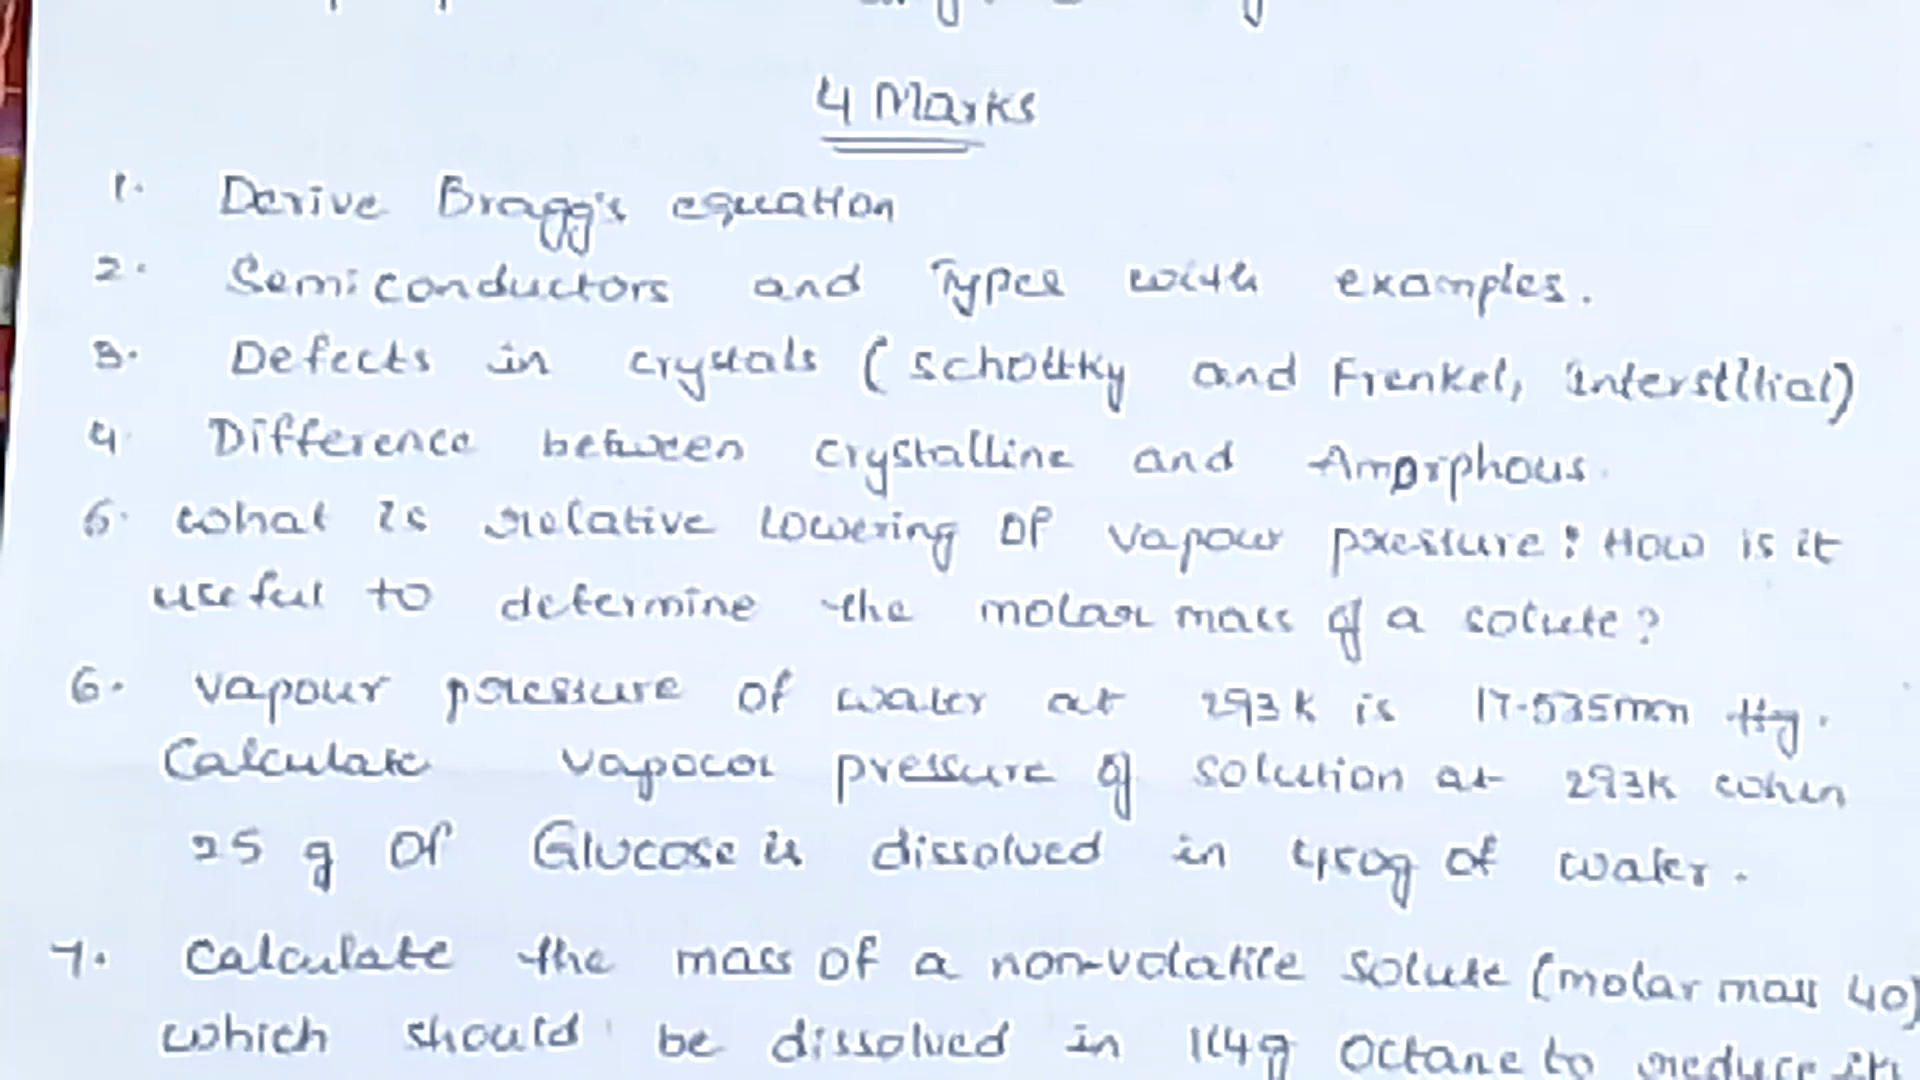 4 Marks
1. Derive Bragg's equation
2. Semiconductors and Types with examples.
3. Defects in crystals (Schottky and Frenkel, Interstitial)
4. Difference between crystalline and Amorphous.
5. What is relative lowering of vapour pressure? How is it
useful to determine the molar mass of a solute?
6. Vapour pressure of water at 293K is 17.535mm Hg.
Calculate vapour pressure of solution at 293K when
25 g of Glucose is dissolved in 450g of water.
7. Calculate the mass of a non-volatile solute (molar mass 40)
which should be dissolved in 114g Octane to reduce its